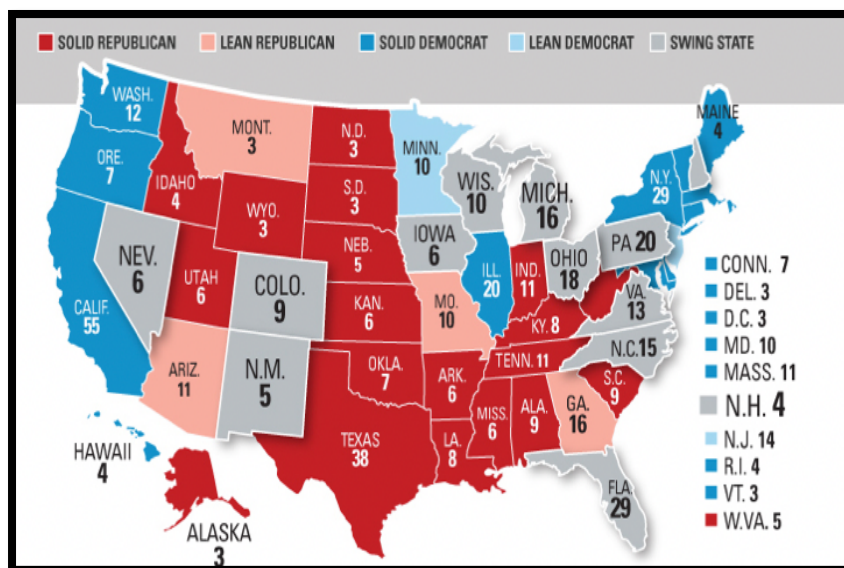 SOLID REPUBLICAN LEAN REPUBLICAN SOLID DEMOCRAT LEAN DEMOCRAT SWING STATE
WASH.
12
ORE.
7
CALIF.
55
NEV.
6
IDAHO
4
MONT.
3
WYO.
3
UTAH
6
ARIZ.
11
COLO.
9
N.M.
5
N.D.
3
S.D.
3
NEB.
5
KAN.
6
OKLA.
7
TEXAS
38
MINN.
10
IOWA
6
MO.
10
ARK.
6
LA.
8
WIS.
10
ILL.
20
MICH.
16
IND.
11
OHIO
18
KY. 8
TENN. 11
MISS.
6
ALA.
9
GA.
16
FLA.
29
S.C.
9
N.C. 15
VA.
13
PA 20
N.Y.
29
MAINE
4
HAWAII
4
ALASKA
3
CONN. 7
DEL. 3
D.C. 3
MD. 10
MASS. 11
N.H. 4
N.J. 14
R.I. 4
VT. 3
W.VA. 5